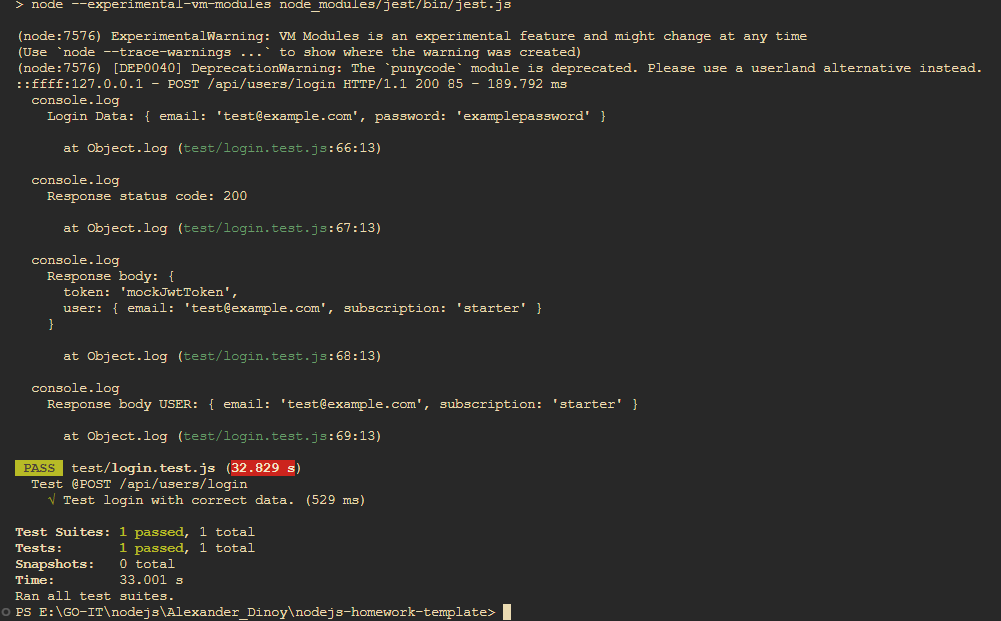 > node --experimental-vm-modules node_modules/jest/bin/jest.js
(node:7576) ExperimentalWarning: VM Modules is an experimental feature and might change at any time
(Use `node --trace-warnings ...` to show where the warning was created)
(node:7576) [DEP0040] DeprecationWarning: The `punycode` module is deprecated. Please use a userland alternative instead.
::ffff:127.0.0.1 - POST /api/users/login HTTP/1.1 200 85 - 189.792 ms
console.log
Login Data: { email: 'test@example.com', password: 'examplepassword' }
at Object.log (test/login.test.js:66:13)
console.log
Response status code: 200
at Object.log (test/login.test.js:67:13)
console.log
Response body: {
token: 'mockJwtToken',
user: { email: 'test@example.com', subscription: 'starter' }
}
at Object.log (test/login.test.js:68:13)
console.log
Response body USER: { email: 'test@example.com', subscription: 'starter' }
at Object.log (test/login.test.js:69:13)
PASS test/login.test.js (32.829 s)
Test @POST /api/users/login
√ Test login with correct data. (529 ms)
Test Suites: 1 passed, 1 total
Tests: 1 passed, 1 total
Snapshots: 0 total
Time: 33.001 s
Ran all test suites.
PS E:\GO-IT\nodejs\Alexander_Dinoy\nodejs-homework-template>